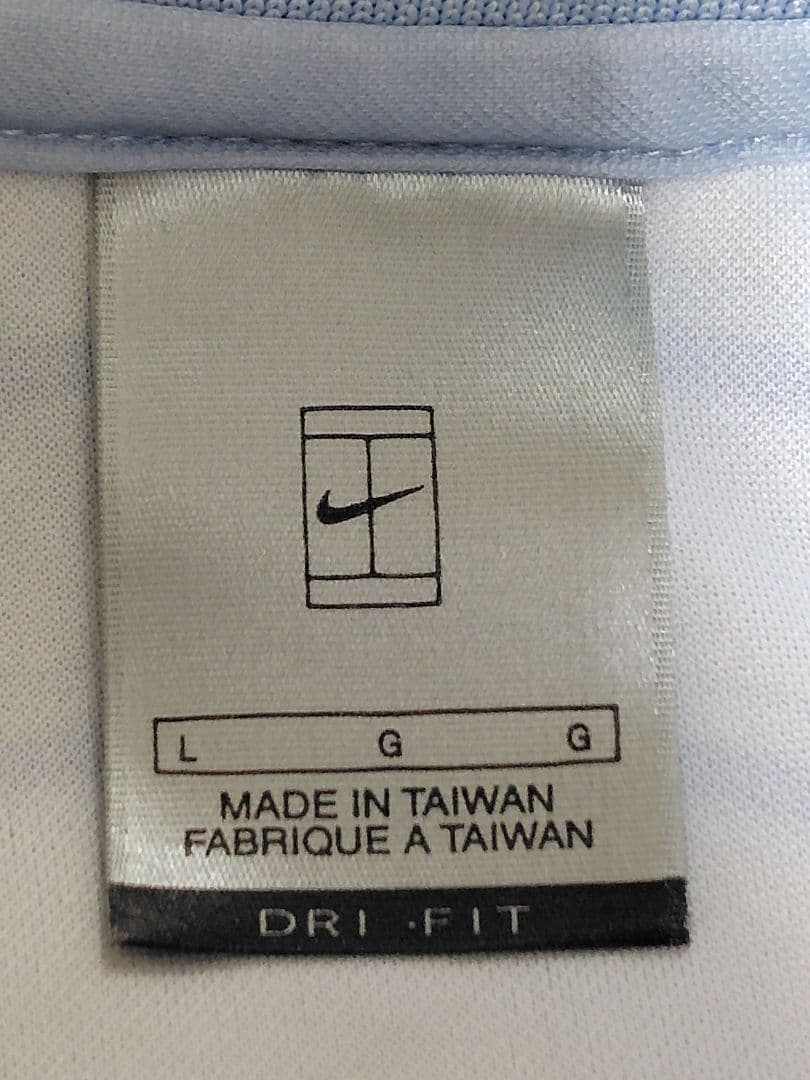 L G G
MADE IN TAIWAN
FABRIQUE A TAIWAN
DRI · FIT